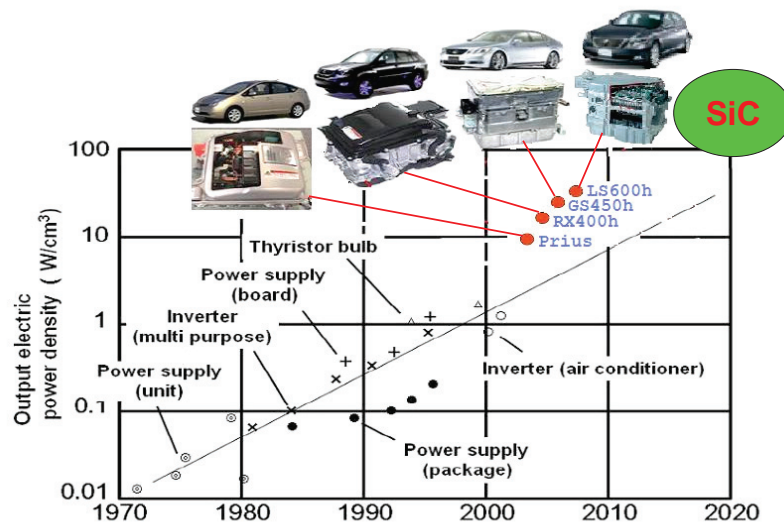 SiC
100
10
1
0.1
0.01
Output electric
power density ( W/cm³)
LS600h
GS450h
RX400h
Prius
Thyristor bulb
Power supply
(board)
Inverter
(multi purpose)
Power supply
(unit)
Inverter (air conditioner)
Power supply
(package)
1970
1980
1990
2000
2010
2020